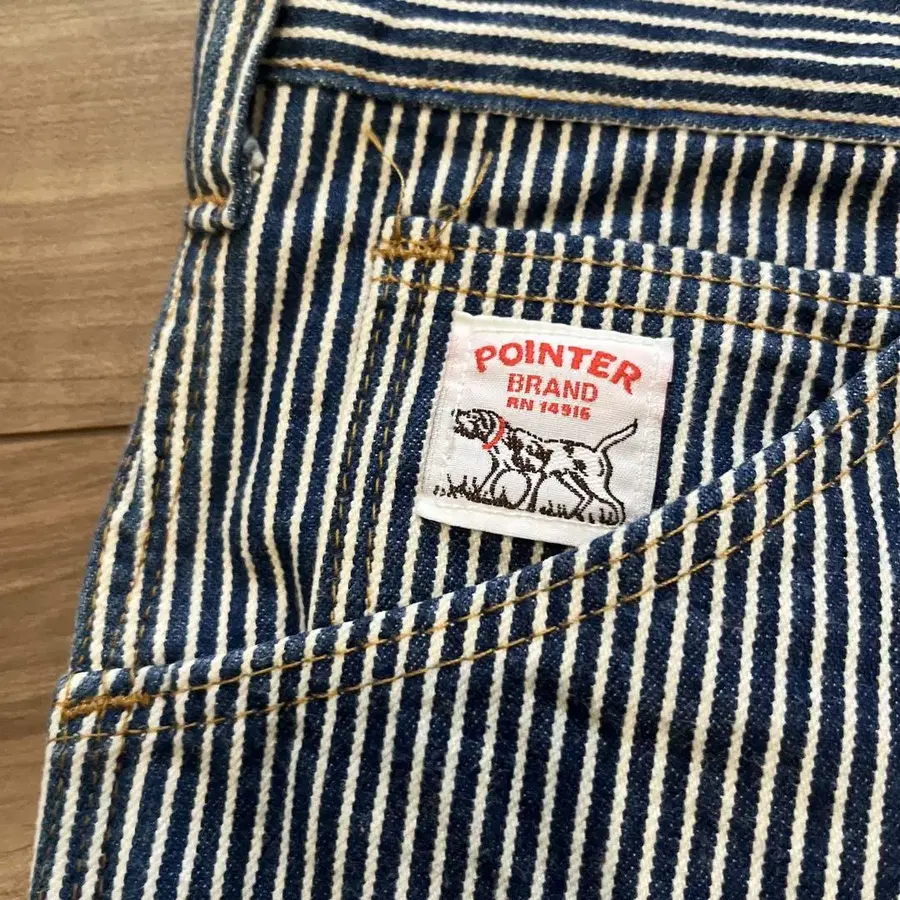 POINTER
BRAND
RN 14916